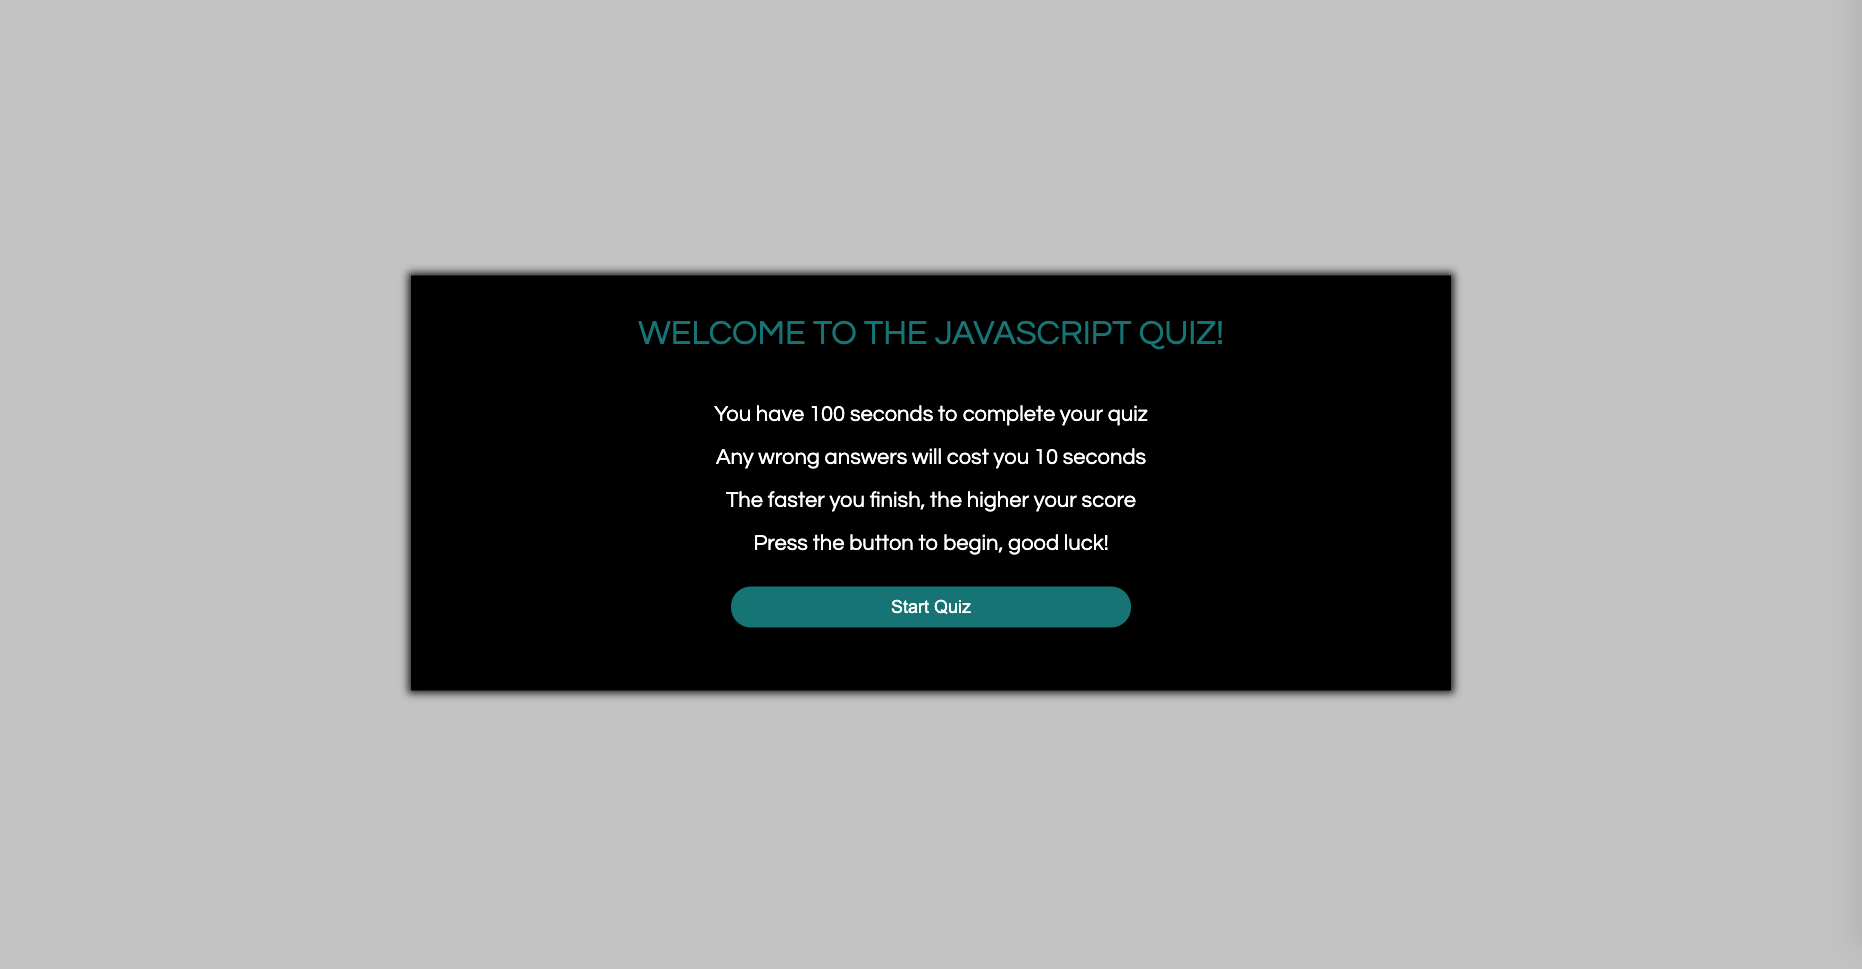 WELCOME TO THE JAVASCRIPT QUIZ!
You have 100 seconds to complete your quiz
Any wrong answers will cost you 10 seconds
The faster you finish, the higher your score
Press the button to begin, good luck!
Start Quiz